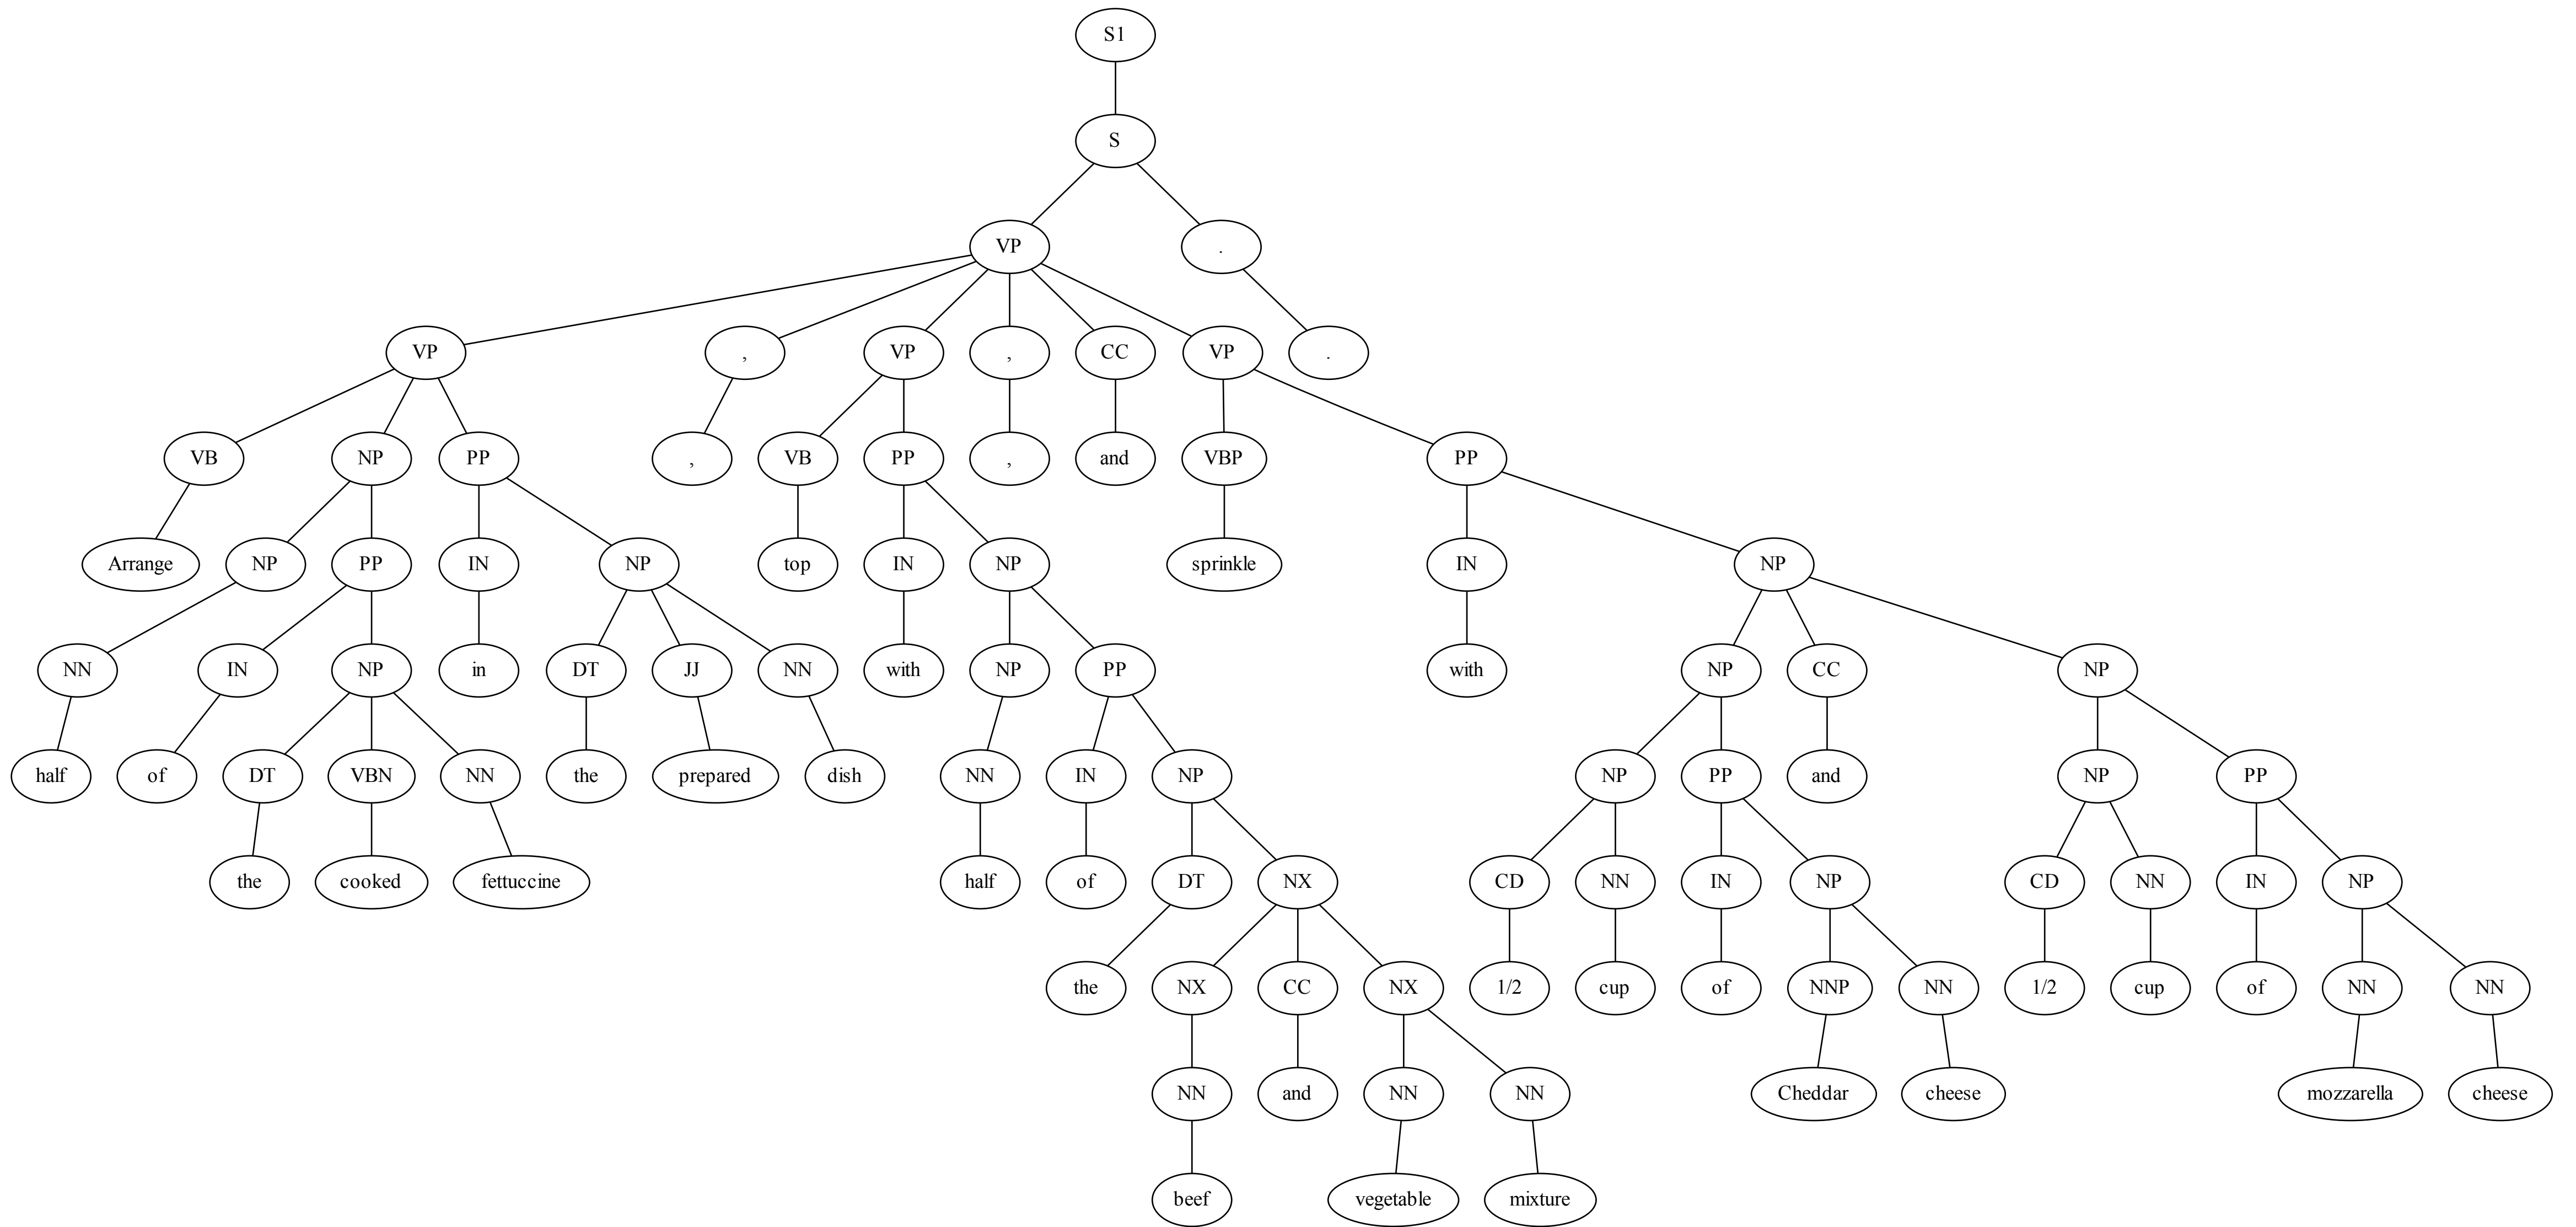 S1
S
VP .
VP , VP , CC VP .
VB NP PP , VB PP , and VBP PP
Arrange NP PP IN NP top IN NP sprinkle IN NP
NN IN NP in DT JJ NN with NP PP with NP CC NP
half of DT VBN NN the prepared dish NN IN NP NP PP and NP PP
the cooked fettuccine half of DT NX CD NN IN NP CD NN IN NP
the NX CC NX 1/2 cup of NNP NN 1/2 cup of NN NN
NN and NN NN Cheddar cheese mozzarella cheese
beef vegetable mixture